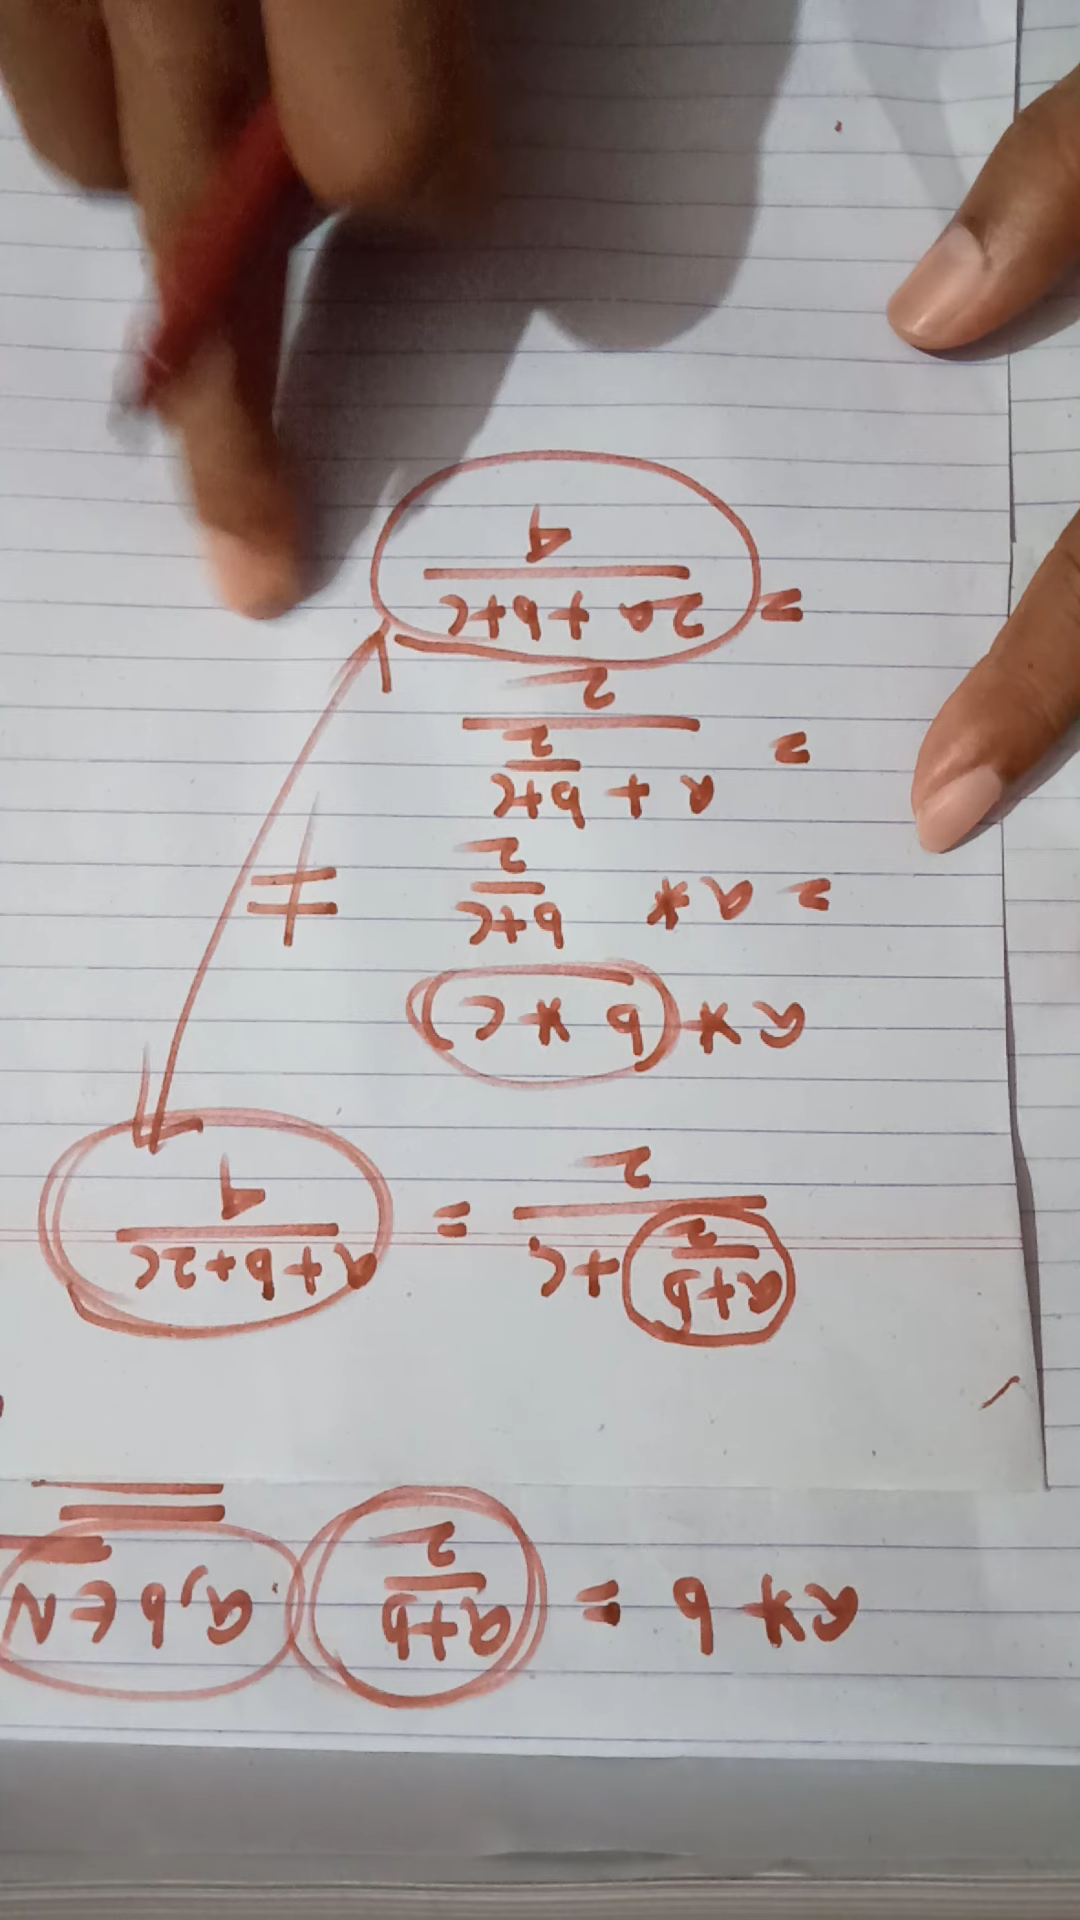 a * b = (a+b)/2 a, b ∈ N
((a+b)/2 + c)/2 = (a+b+2c)/4
a * (b * c)
= a * (b+c)/2
≠
= (a + (b+c)/2)/2
= (2a+b+c)/4